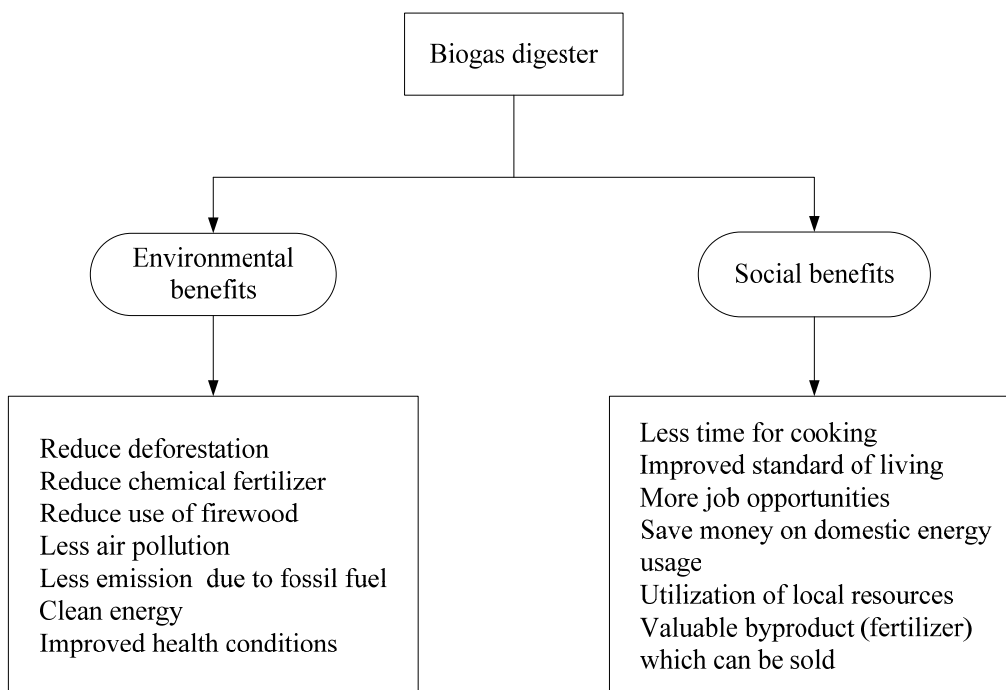 Biogas digester
Environmental
benefits
Social benefits
Reduce deforestation
Reduce chemical fertilizer
Reduce use of firewood
Less air pollution
Less emission  due to fossil fuel
Clean energy
Improved health conditions
Less time for cooking
Improved standard of living
More job opportunities
Save money on domestic energy
usage
Utilization of local resources
Valuable byproduct (fertilizer)
which can be sold